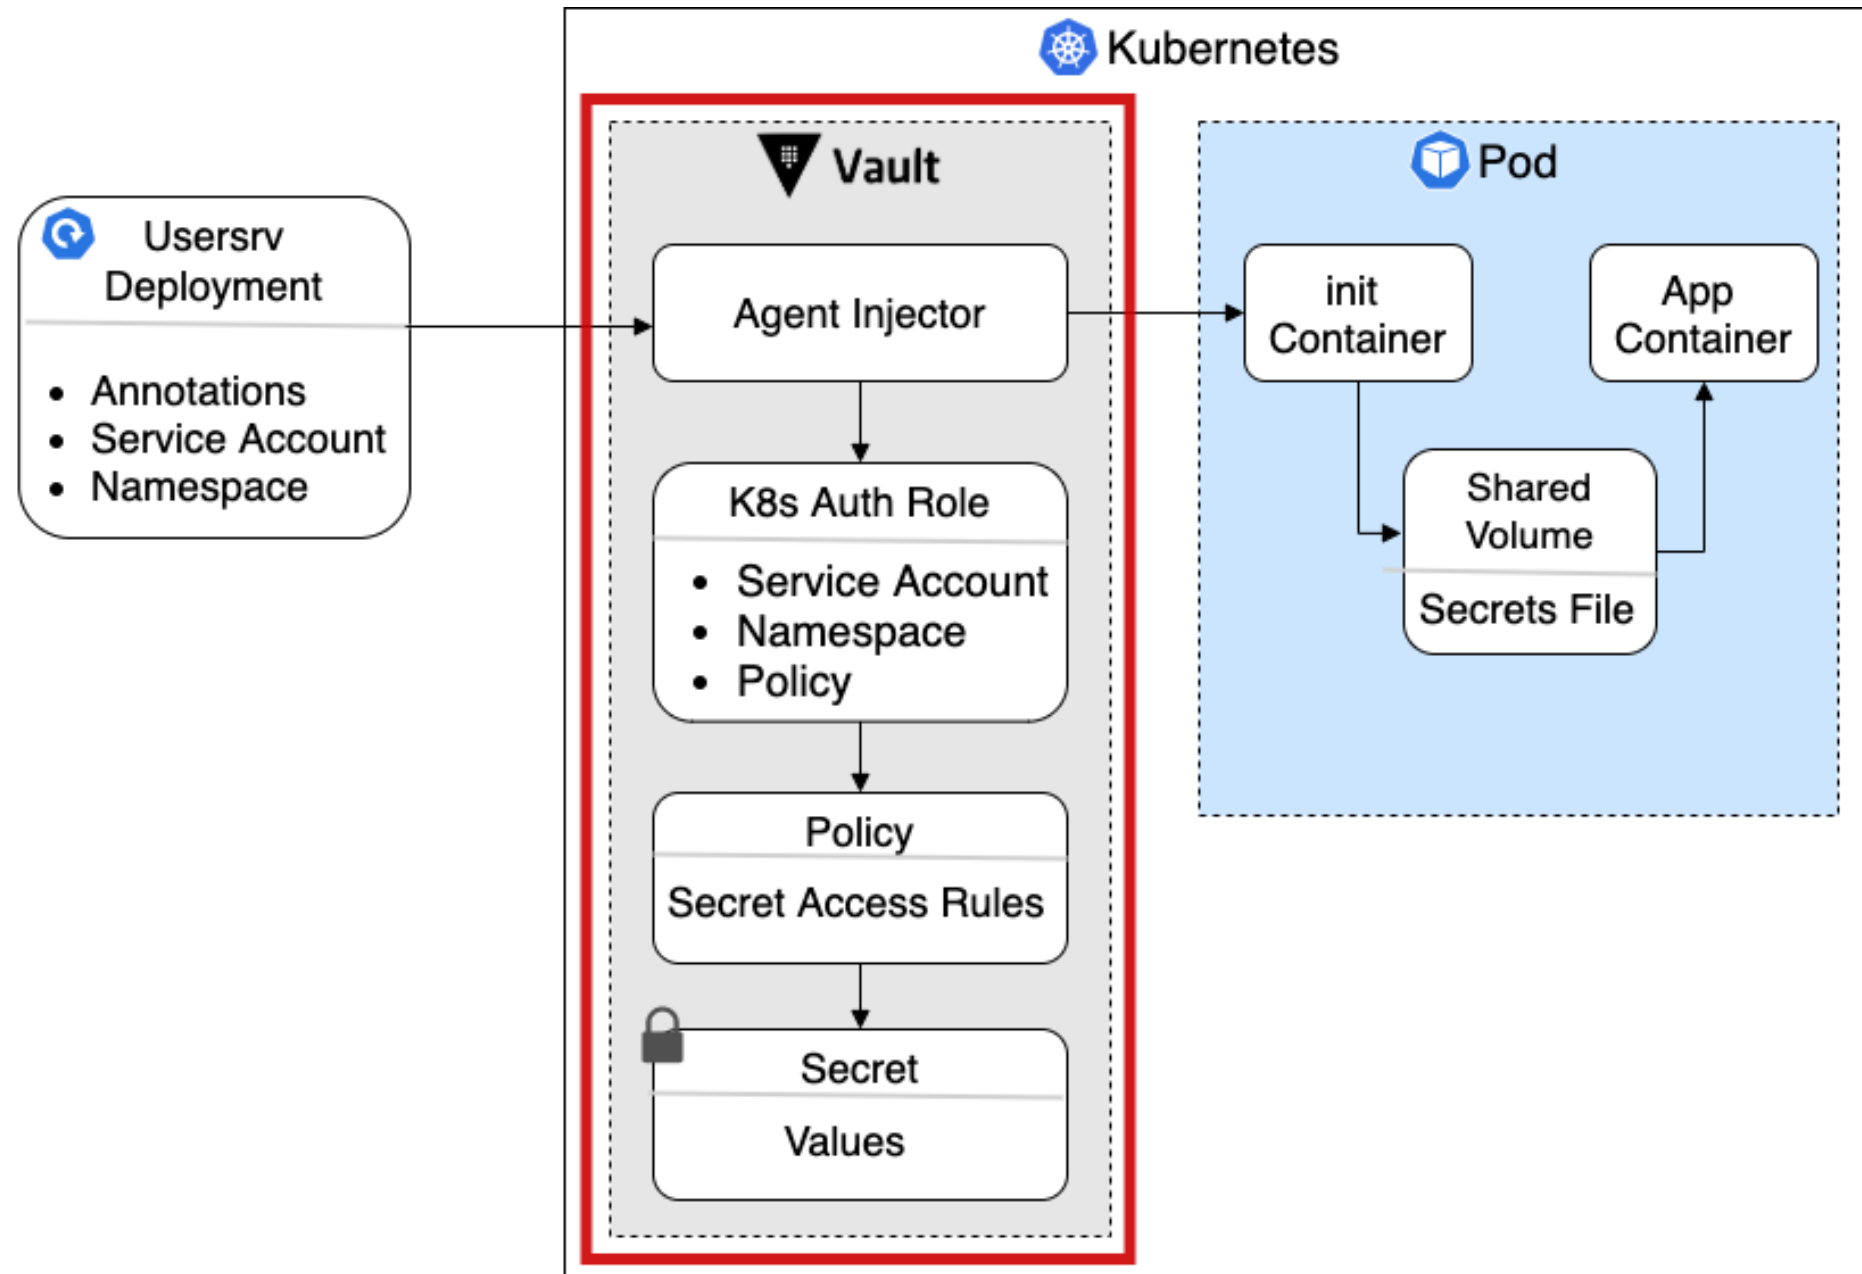 Kubernetes
Usersrv
Deployment
• Annotations
• Service Account
• Namespace
Vault
Agent Injector
K8s Auth Role
• Service Account
• Namespace
• Policy
Policy
Secret Access Rules
Secret
Values
Pod
init
Container
App
Container
Shared
Volume
Secrets File